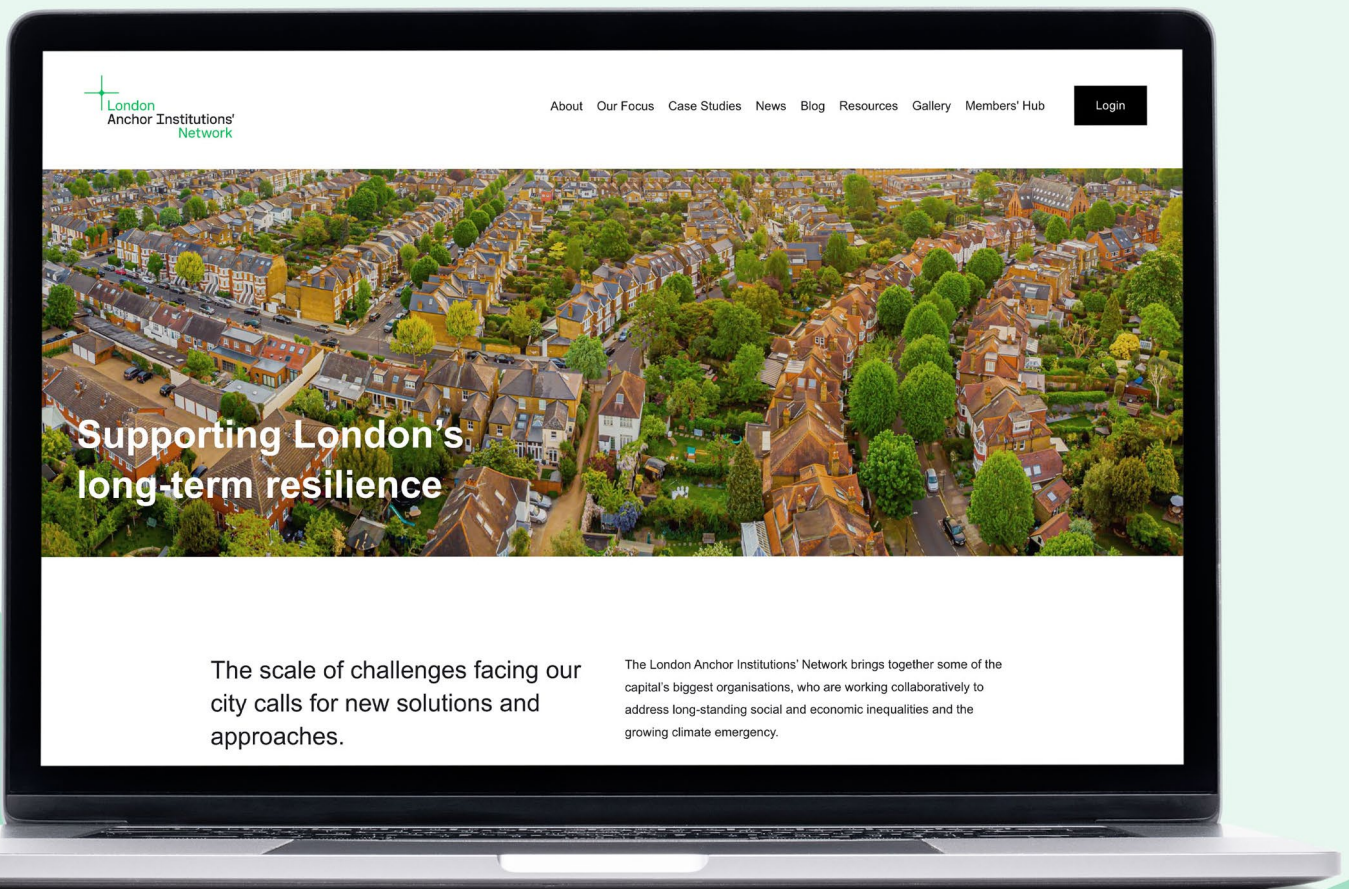 London
Anchor Institutions'
Network
About Our Focus Case Studies News Blog Resources Gallery Members' Hub Login
Supporting London’s
long-term resilience
The scale of challenges facing our
city calls for new solutions and
approaches.
The London Anchor Institutions’ Network brings together some of the
capital’s biggest organisations, who are working collaboratively to
address long-standing social and economic inequalities and the
growing climate emergency.